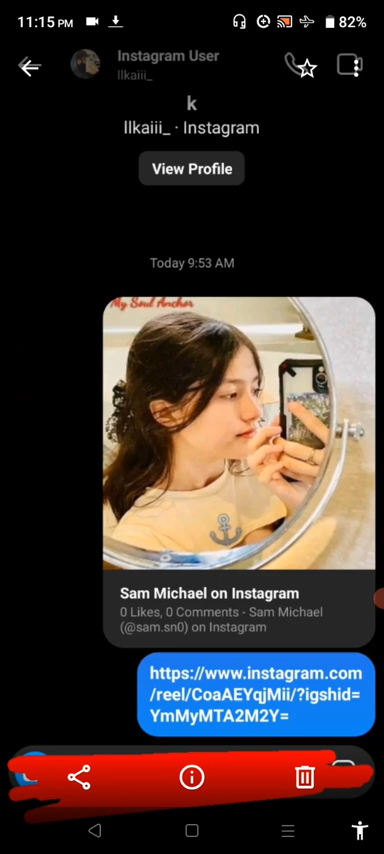 11:15 PM
82%
Instagram User
llkaiii_
k
llkaiii_ · Instagram
View Profile
Today 9:53 AM
My Soul Anchor
Sam Michael on Instagram
0 Likes, 0 Comments - Sam Michael
(@sam.sn0) on Instagram
https://www.instagram.com
/reel/CoaAEYqjMii/?igshid=
YmMyMTA2M2Y=